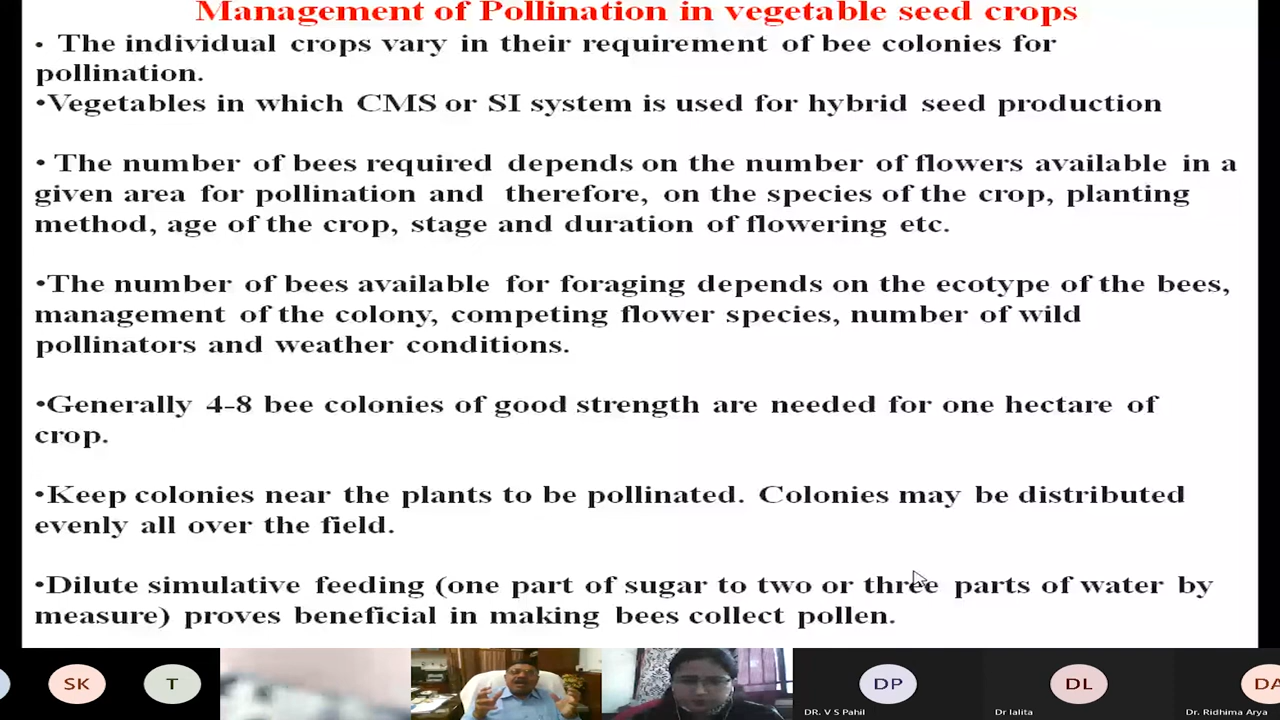 Management of Pollination in vegetable seed crops
• The individual crops vary in their requirement of bee colonies for
pollination.
•Vegetables in which CMS or SI system is used for hybrid seed production
• The number of bees required depends on the number of flowers available in a
given area for pollination and therefore, on the species of the crop, planting
method, age of the crop, stage and duration of flowering etc.
•The number of bees available for foraging depends on the ecotype of the bees,
management of the colony, competing flower species, number of wild
pollinators and weather conditions.
•Generally 4-8 bee colonies of good strength are needed for one hectare of
crop.
•Keep colonies near the plants to be pollinated. Colonies may be distributed
evenly all over the field.
•Dilute simulative feeding (one part of sugar to two or three parts of water by
measure) proves beneficial in making bees collect pollen.
SK
T
DP
DL
DA
DR. V S Pahil
Dr lalita
Dr. Ridhima Arya